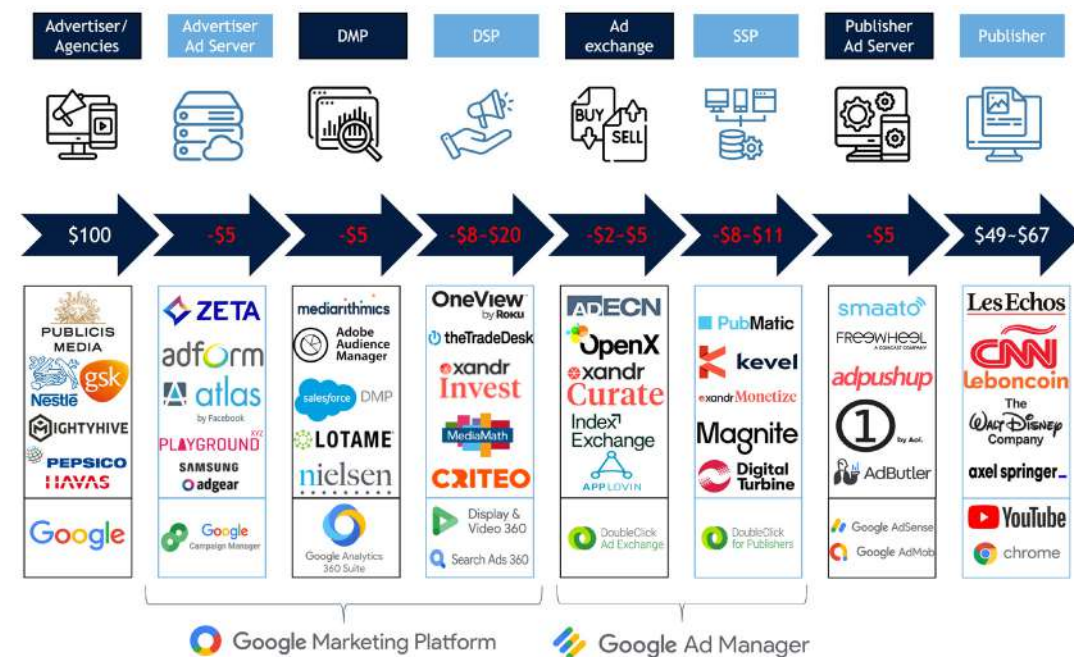 Advertiser/
Agencies
Advertiser
Ad Server
DMP
DSP
Ad
exchange
SSP
Publisher
Ad Server
Publisher
BUY
SELL
$100
-$5
-$5
-$8~$20
-$2~$5
-$8~$11
-$5
$49~$67
PUBLICIS
MEDIA
Nestlē
gsk
MIGHTYHIVE
PEPSICO
HAVAS
Google
ZETA
adform
atlas
by Facebook
PLAYGROUND XYZ
SAMSUNG
adgear
Google
Campaign Manager
mediarithmics
Adobe
Audience
Manager
salesforce DMP
LOTAME
nielsen
Google Analytics
360 Suite
OneView
by Roku
theTradeDesk
xandr
Invest
MediaMath
CRITEO
Display &
Video 360
Search Ads 360
ADECN
OpenX
xandr
Curate
Index
Exchange
APPLOVIN
DoubleClick
Ad Exchange
PubMatic
kevel
xandr Monetize
Magnite
Digital
Turbine
DoubleClick
for Publishers
smaato
FREEWHEEL
A COMCAST COMPANY
adpushup
1 by Aol.
AdButler
Google AdSense
Google AdMob
Les Echos
CNN
leboncoin
The
WALT DISNEY
Company
axel springer_
YouTube
chrome
Google Marketing Platform
Google Ad Manager